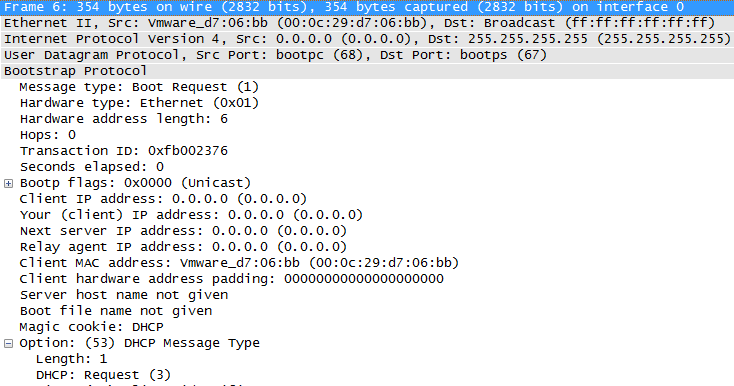 Frame 6: 354 bytes on wire (2832 bits), 354 bytes captured (2832 bits) on interface 0
Ethernet II, Src: Vmware_d7:06:bb (00:0c:29:d7:06:bb), Dst: Broadcast (ff:ff:ff:ff:ff:ff)
Internet Protocol Version 4, Src: 0.0.0.0 (0.0.0.0), Dst: 255.255.255.255 (255.255.255.255)
User Datagram Protocol, Src Port: bootpc (68), Dst Port: bootps (67)
Bootstrap Protocol
Message type: Boot Request (1)
Hardware type: Ethernet (0x01)
Hardware address length: 6
Hops: 0
Transaction ID: 0xfb002376
Seconds elapsed: 0
Bootp flags: 0x0000 (Unicast)
Client IP address: 0.0.0.0 (0.0.0.0)
Your (client) IP address: 0.0.0.0 (0.0.0.0)
Next server IP address: 0.0.0.0 (0.0.0.0)
Relay agent IP address: 0.0.0.0 (0.0.0.0)
Client MAC address: Vmware_d7:06:bb (00:0c:29:d7:06:bb)
Client hardware address padding: 00000000000000000000
Server host name not given
Boot file name not given
Magic cookie: DHCP
Option: (53) DHCP Message Type
Length: 1
DHCP: Request (3)